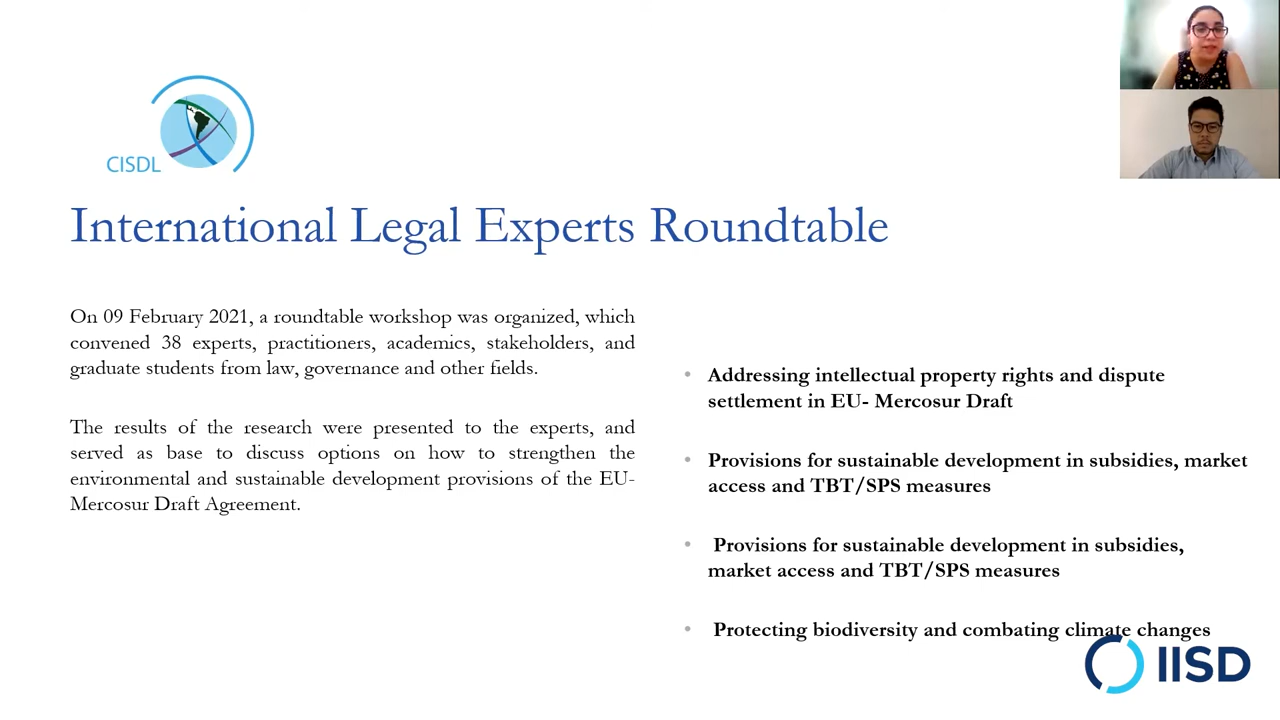 CISDL
International Legal Experts Roundtable
On 09 February 2021, a roundtable workshop was organized, which
convened 38 experts, practitioners, academics, stakeholders, and
graduate students from law, governance and other fields.
The results of the research were presented to the experts, and
served as base to discuss options on how to strengthen the
environmental and sustainable development provisions of the EU-
Mercosur Draft Agreement.
• Addressing intellectual property rights and dispute
settlement in EU- Mercosur Draft
• Provisions for sustainable development in subsidies, market
access and TBT/SPS measures
• Provisions for sustainable development in subsidies,
market access and TBT/SPS measures
• Protecting biodiversity and combating climate changes
IISD